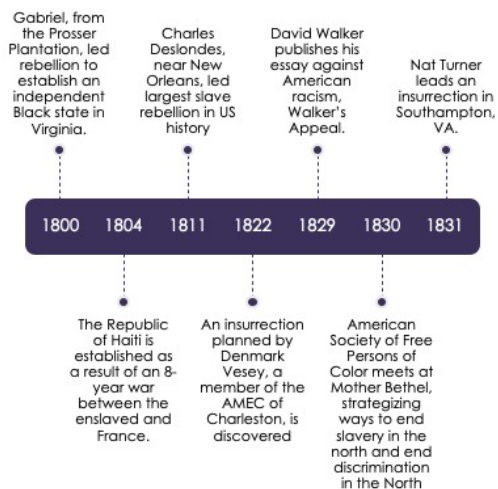 Gabriel, from
the Prosser
Plantation, led
rebellion to
establish an
independent
Black state in
Virginia.
Charles
Deslondes,
near New
Orleans, led
largest slave
rebellion in US
history
David Walker
publishes his
essay against
American
racism,
Walker's
Appeal.
Nat Turner
leads an
insurrection in
Southampton,
VA.
1800 1804 1811 1822 1829 1830 1831
The Republic
of Haiti is
established as
a result of an 8-
year war
between the
enslaved and
France.
An insurrection
planned by
Denmark
Vesey, a
member of the
AMEC of
Charleston, is
discovered
American
Society of Free
Persons of
Color meets at
Mother Bethel,
strategizing
ways to end
slavery in the
north and end
discrimination
in the North